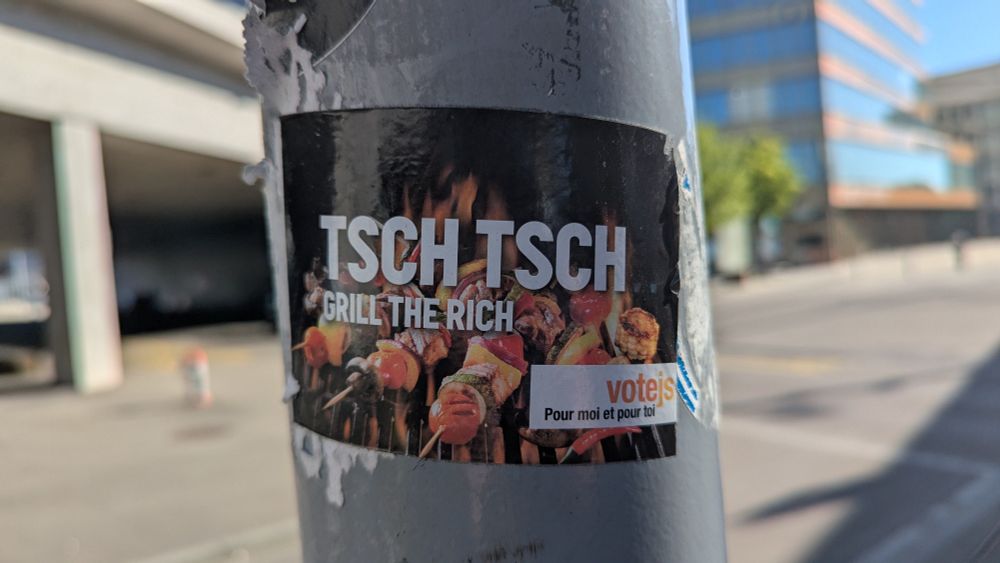 TSCH TSCH
GRILL THE RICH
votejs
Pour moi et pour toi